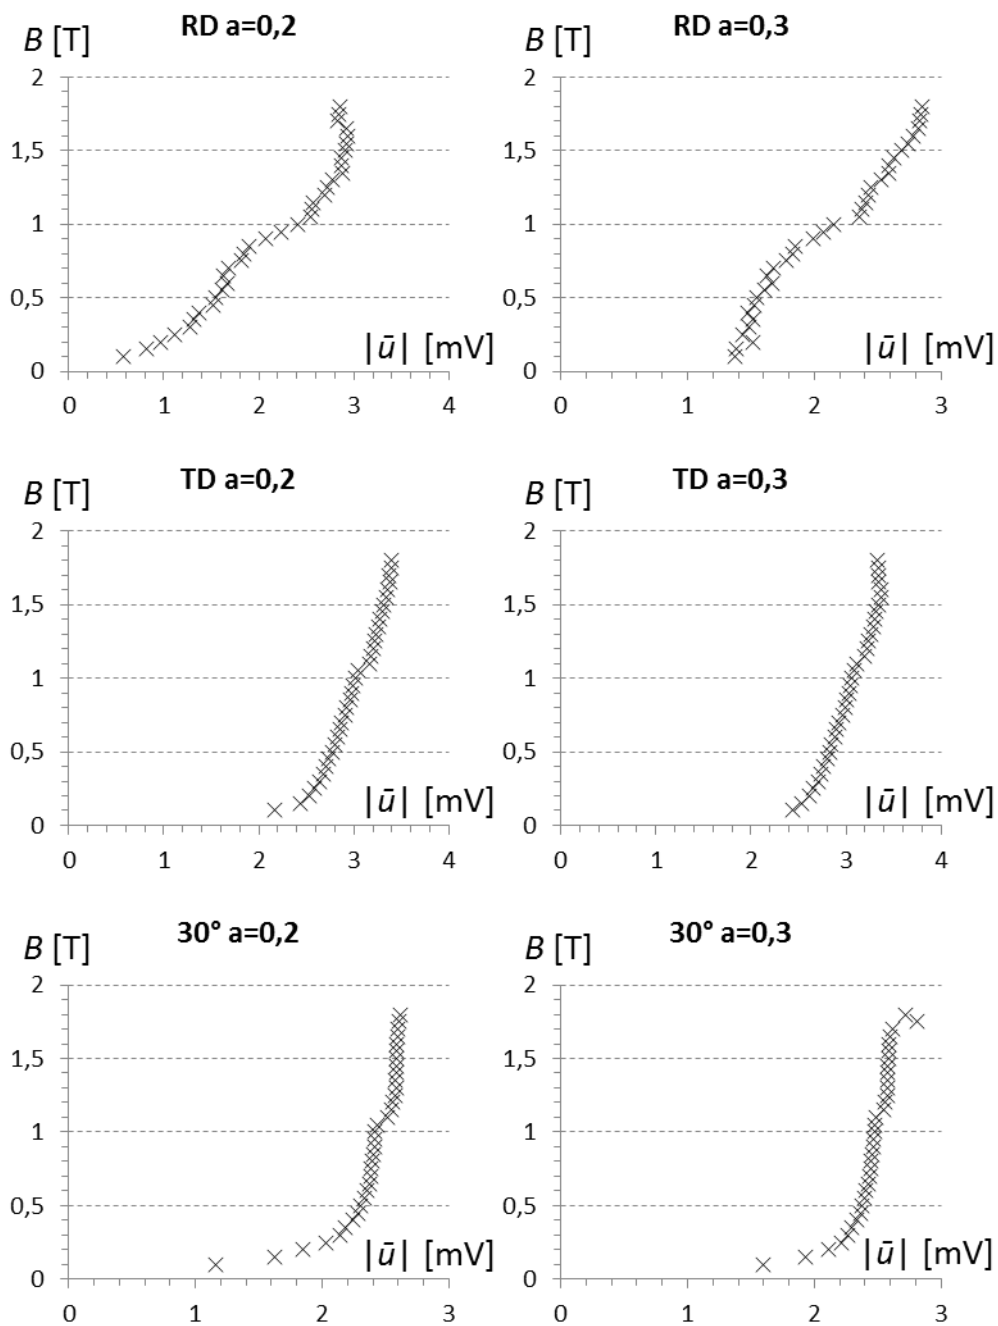 RD a=0,2
B [T]
2
1,5
1
0,5
0
|ū| [mV]
0 1 2 3 4
RD a=0,3
B [T]
2
1,5
1
0,5
0
|ū| [mV]
0 1 2 3
TD a=0,2
B [T]
2
1,5
1
0,5
0
|ū| [mV]
0 1 2 3 4
TD a=0,3
B [T]
2
1,5
1
0,5
0
|ū| [mV]
0 1 2 3 4
30° a=0,2
B [T]
2
1,5
1
0,5
0
|ū| [mV]
0 1 2 3
30° a=0,3
B [T]
2
1,5
1
0,5
0
|ū| [mV]
0 1 2 3